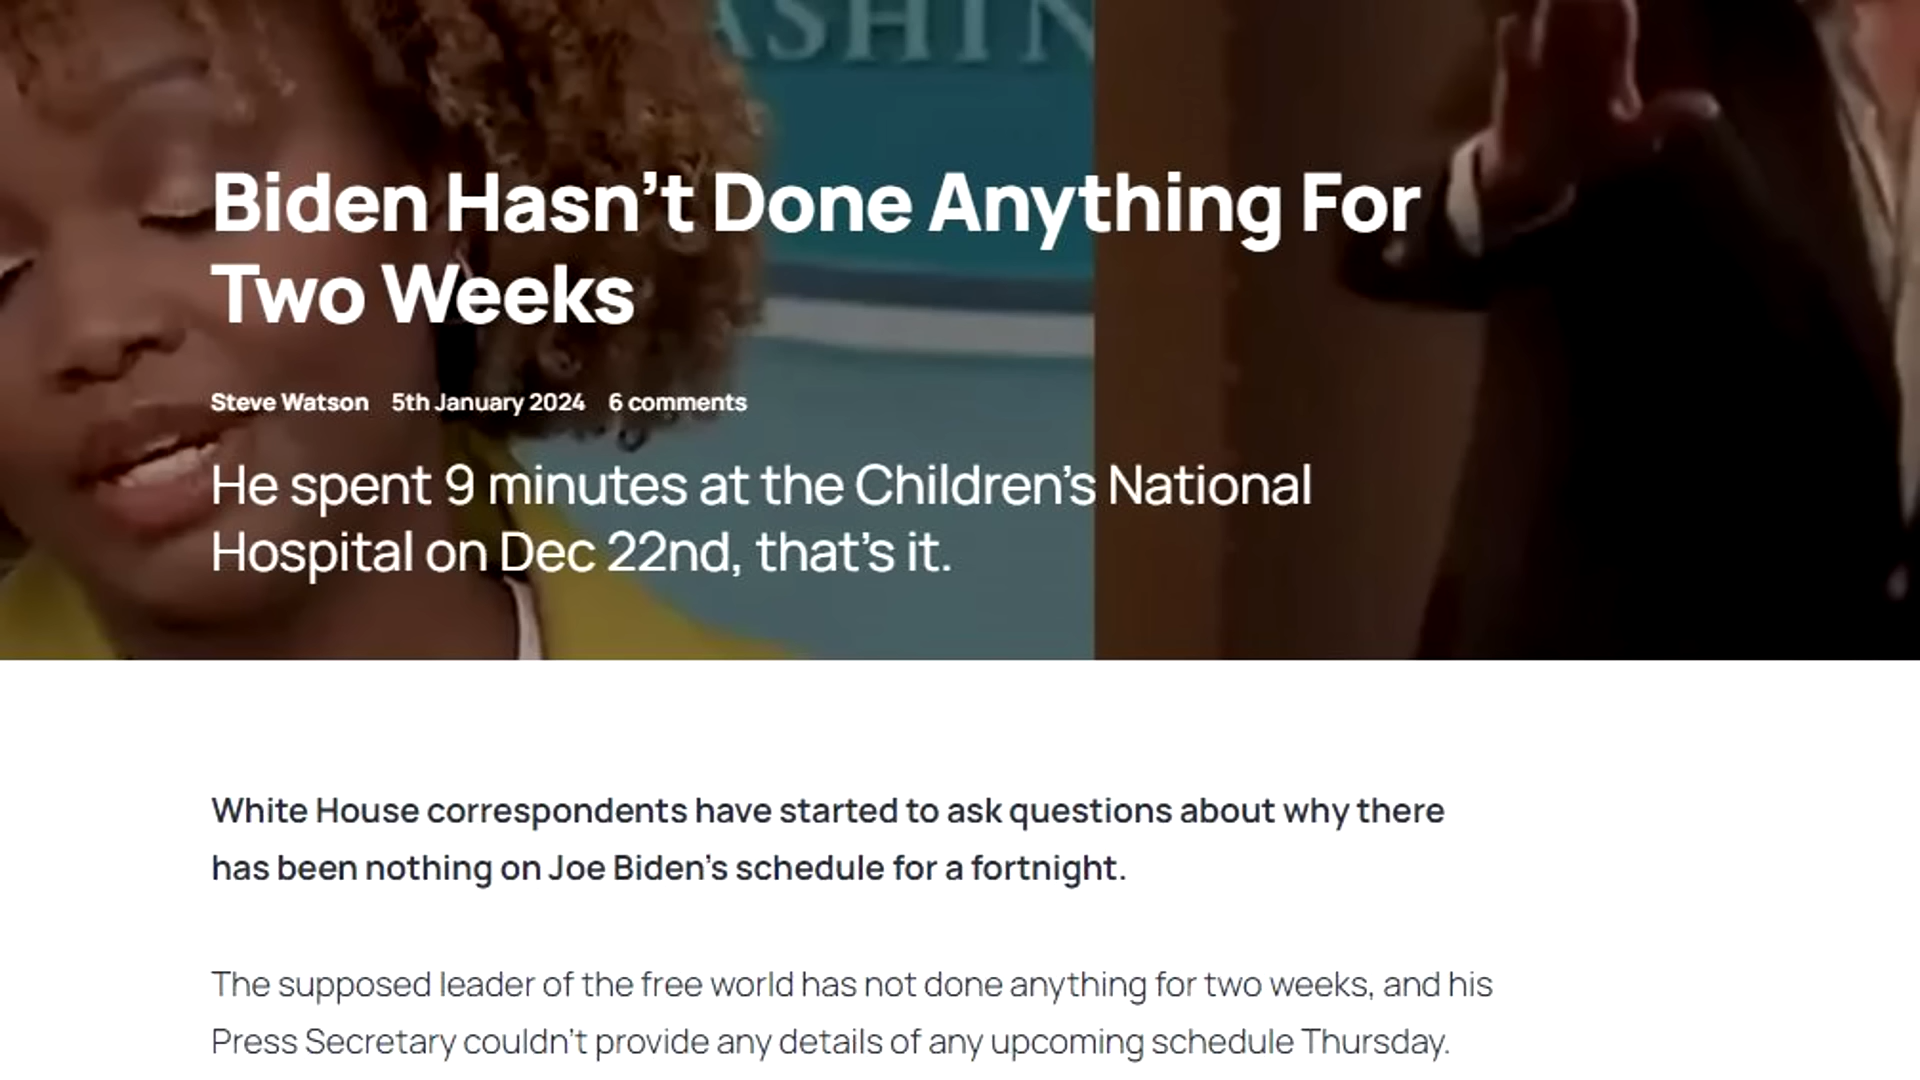 ASHIN
Biden Hasn’t Done Anything For
Two Weeks
Steve Watson 5th January 2024 6 comments
He spent 9 minutes at the Children’s National
Hospital on Dec 22nd, that’s it.
White House correspondents have started to ask questions about why there
has been nothing on Joe Biden’s schedule for a fortnight.
The supposed leader of the free world has not done anything for two weeks, and his
Press Secretary couldn’t provide any details of any upcoming schedule Thursday.